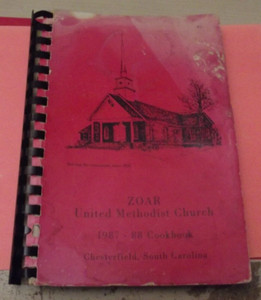 ZOAR
United Methodist Church
1987 - 88 Cookbook
Chesterfield, South Carolina